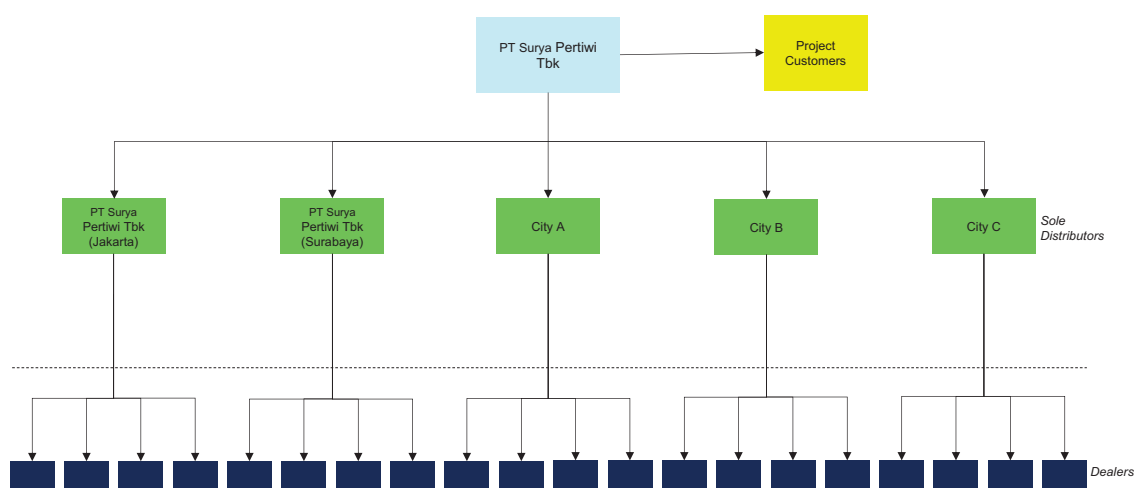 PT Surya Pertiwi
Tbk
Project
Customers
PT Surya
Pertiwi Tbk
(Jakarta)
PT Surya
Pertiwi Tbk
(Surabaya)
City A
City B
City C
Sole
Distributors
Dealers